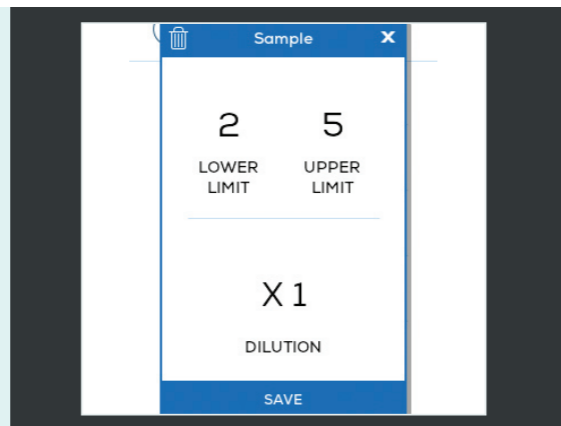 Sample X
2 5
LOWER LIMIT UPPER LIMIT
X 1
DILUTION
SAVE